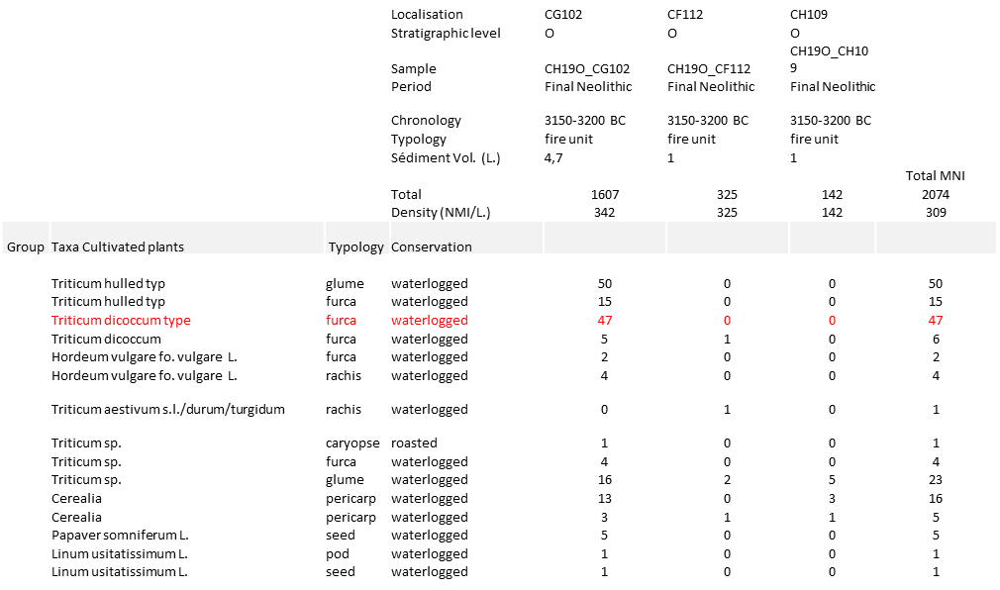 Localisation CG102 CF112 CH109
Stratigraphic level O O O
Sample CH19O_CG102 CH19O_CF112 CH19O_CH109
Period Final Neolithic Final Neolithic Final Neolithic
Chronology 3150-3200 BC 3150-3200 BC 3150-3200 BC
Typology fire unit fire unit fire unit
Sédiment Vol. (L.) 4,7 1 1
Total MNI
Total 1607 325 142 2074
Density (NMI/L.) 342 325 142 309
Group Taxa Cultivated plants Typology Conservation
Triticum hulled typ glume waterlogged 50 0 0 50
Triticum hulled typ furca waterlogged 15 0 0 15
Triticum dicoccum type furca waterlogged 47 0 0 47
Triticum dicoccum furca waterlogged 5 1 0 6
Hordeum vulgare fo. vulgare L. furca waterlogged 2 0 0 2
Hordeum vulgare fo. vulgare L. rachis waterlogged 4 0 0 4
Triticum aestivum s.l./durum/turgidum rachis waterlogged 0 1 0 1
Triticum sp. caryopse roasted 1 0 0 1
Triticum sp. furca waterlogged 4 0 0 4
Triticum sp. glume waterlogged 16 2 5 23
Cerealia pericarp waterlogged 13 0 3 16
Cerealia pericarp waterlogged 3 1 1 5
Papaver somniferum L. seed waterlogged 5 0 0 5
Linum usitatissimum L. pod waterlogged 1 0 0 1
Linum usitatissimum L. seed waterlogged 1 0 0 1